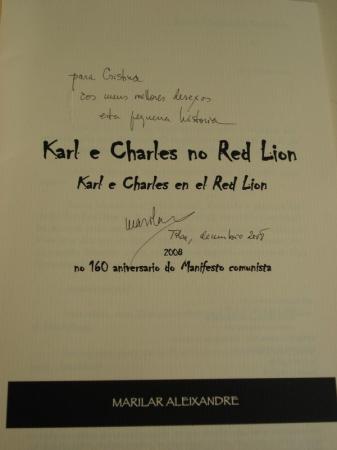 para Cristina
cos meus mellores desexos
esta pequena historia
Karl e Charles no Red Lion
Karl e Charles en el Red Lion
Marilar
decembro 2008
2008
no 160 aniversario do Manifesto comunista
MARILAR ALEIXANDRE